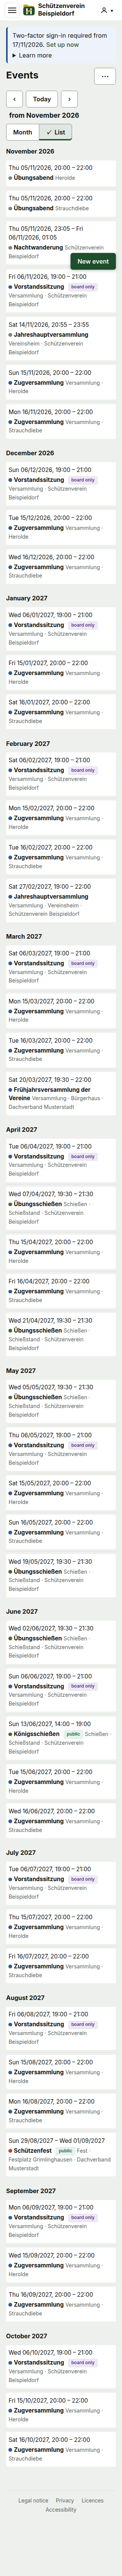 Schützenverein
Beispieldorf
Two-factor sign-in required from
17/11/2026. Set up now
▶ Learn more
Events
⋯
‹ Today ›
from November 2026
Month ✓ List
November 2026
Thu 05/11/2026, 20:00 – 22:00
Übungsabend Herolde
Thu 05/11/2026, 20:00 – 22:00
Übungsabend Strauchdiebe
Thu 05/11/2026, 23:05 – Fri
06/11/2026, 01:05
Nachtwanderung Schützenverein
Beispieldorf
New event
Fri 06/11/2026, 19:00 – 21:00
Vorstandssitzung board only
Versammlung · Schützenverein
Beispieldorf
Sat 14/11/2026, 20:55 – 23:55
Jahreshauptversammlung
Vereinsheim · Schützenverein
Beispieldorf
Sun 15/11/2026, 20:00 – 22:00
Zugversammlung Versammlung ·
Herolde
Mon 16/11/2026, 20:00 – 22:00
Zugversammlung Versammlung ·
Strauchdiebe
December 2026
Sun 06/12/2026, 19:00 – 21:00
Vorstandssitzung board only
Versammlung · Schützenverein
Beispieldorf
Tue 15/12/2026, 20:00 – 22:00
Zugversammlung Versammlung ·
Herolde
Wed 16/12/2026, 20:00 – 22:00
Zugversammlung Versammlung ·
Strauchdiebe
January 2027
Wed 06/01/2027, 19:00 – 21:00
Vorstandssitzung board only
Versammlung · Schützenverein
Beispieldorf
Fri 15/01/2027, 20:00 – 22:00
Zugversammlung Versammlung ·
Herolde
Sat 16/01/2027, 20:00 – 22:00
Zugversammlung Versammlung ·
Strauchdiebe
February 2027
Sat 06/02/2027, 19:00 – 21:00
Vorstandssitzung board only
Versammlung · Schützenverein
Beispieldorf
Mon 15/02/2027, 20:00 – 22:00
Zugversammlung Versammlung ·
Herolde
Tue 16/02/2027, 20:00 – 22:00
Zugversammlung Versammlung ·
Strauchdiebe
Sat 27/02/2027, 19:00 – 22:00
Jahreshauptversammlung
Versammlung · Vereinsheim ·
Schützenverein Beispieldorf
March 2027
Sat 06/03/2027, 19:00 – 21:00
Vorstandssitzung board only
Versammlung · Schützenverein
Beispieldorf
Mon 15/03/2027, 20:00 – 22:00
Zugversammlung Versammlung ·
Herolde
Tue 16/03/2027, 20:00 – 22:00
Zugversammlung Versammlung ·
Strauchdiebe
Sat 20/03/2027, 19:30 – 22:00
Frühjahrsversammlung der
Vereine Versammlung · Bürgerhaus ·
Dachverband Musterstadt
April 2027
Tue 06/04/2027, 19:00 – 21:00
Vorstandssitzung board only
Versammlung · Schützenverein
Beispieldorf
Wed 07/04/2027, 19:30 – 21:30
Übungsschießen Schießen ·
Schießstand · Schützenverein
Beispieldorf
Thu 15/04/2027, 20:00 – 22:00
Zugversammlung Versammlung ·
Herolde
Fri 16/04/2027, 20:00 – 22:00
Zugversammlung Versammlung ·
Strauchdiebe
Wed 21/04/2027, 19:30 – 21:30
Übungsschießen Schießen ·
Schießstand · Schützenverein
Beispieldorf
May 2027
Wed 05/05/2027, 19:30 – 21:30
Übungsschießen Schießen ·
Schießstand · Schützenverein
Beispieldorf
Thu 06/05/2027, 19:00 – 21:00
Vorstandssitzung board only
Versammlung · Schützenverein
Beispieldorf
Sat 15/05/2027, 20:00 – 22:00
Zugversammlung Versammlung ·
Herolde
Sun 16/05/2027, 20:00 – 22:00
Zugversammlung Versammlung ·
Strauchdiebe
Wed 19/05/2027, 19:30 – 21:30
Übungsschießen Schießen ·
Schießstand · Schützenverein
Beispieldorf
June 2027
Wed 02/06/2027, 19:30 – 21:30
Übungsschießen Schießen ·
Schießstand · Schützenverein
Beispieldorf
Sun 06/06/2027, 19:00 – 21:00
Vorstandssitzung board only
Versammlung · Schützenverein
Beispieldorf
Sun 13/06/2027, 14:00 – 19:00
Königsschießen public Schießen ·
Schießstand · Schützenverein
Beispieldorf
Tue 15/06/2027, 20:00 – 22:00
Zugversammlung Versammlung ·
Herolde
Wed 16/06/2027, 20:00 – 22:00
Zugversammlung Versammlung ·
Strauchdiebe
July 2027
Tue 06/07/2027, 19:00 – 21:00
Vorstandssitzung board only
Versammlung · Schützenverein
Beispieldorf
Thu 15/07/2027, 20:00 – 22:00
Zugversammlung Versammlung ·
Herolde
Fri 16/07/2027, 20:00 – 22:00
Zugversammlung Versammlung ·
Strauchdiebe
August 2027
Fri 06/08/2027, 19:00 – 21:00
Vorstandssitzung board only
Versammlung · Schützenverein
Beispieldorf
Sun 15/08/2027, 20:00 – 22:00
Zugversammlung Versammlung ·
Herolde
Mon 16/08/2027, 20:00 – 22:00
Zugversammlung Versammlung ·
Strauchdiebe
Sun 29/08/2027 – Wed 01/09/2027
Schützenfest public Fest ·
Festplatz Grimlinghausen · Dachverband
Musterstadt
September 2027
Mon 06/09/2027, 19:00 – 21:00
Vorstandssitzung board only
Versammlung · Schützenverein
Beispieldorf
Wed 15/09/2027, 20:00 – 22:00
Zugversammlung Versammlung ·
Herolde
Thu 16/09/2027, 20:00 – 22:00
Zugversammlung Versammlung ·
Strauchdiebe
October 2027
Wed 06/10/2027, 19:00 – 21:00
Vorstandssitzung board only
Versammlung · Schützenverein
Beispieldorf
Fri 15/10/2027, 20:00 – 22:00
Zugversammlung Versammlung ·
Herolde
Sat 16/10/2027, 20:00 – 22:00
Zugversammlung Versammlung ·
Strauchdiebe
Legal notice Privacy Licences
Accessibility